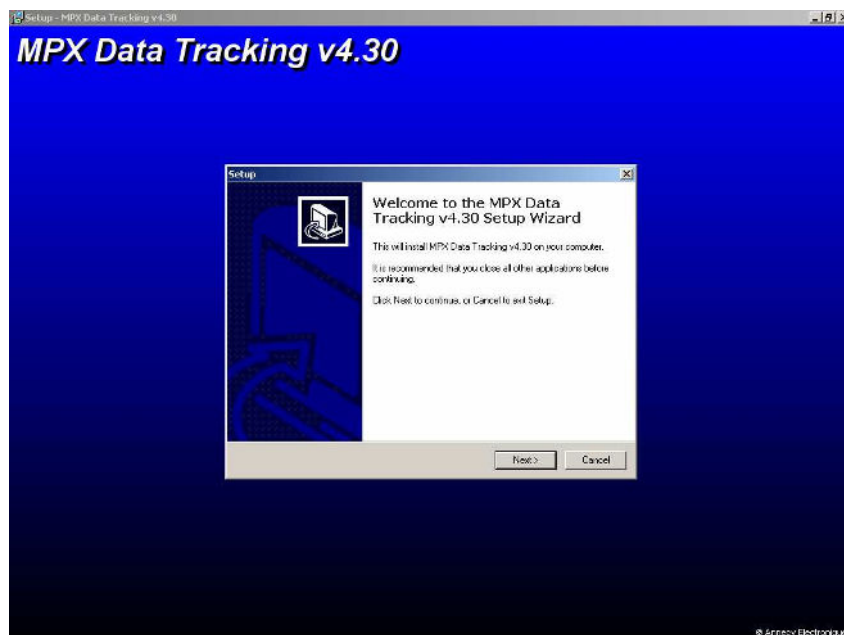 Setup - MPX Data Tracking v4.30
MPX Data Tracking v4.30
Setup
Welcome to the MPX Data
Tracking v4.30 Setup Wizard
This will install MPX Data Tracking v4.30 on your computer.
It is recommended that you close all other applications before
continuing.
Click Next to continue, or Cancel to exit Setup.
Next >
Cancel
© Annecy Electronique